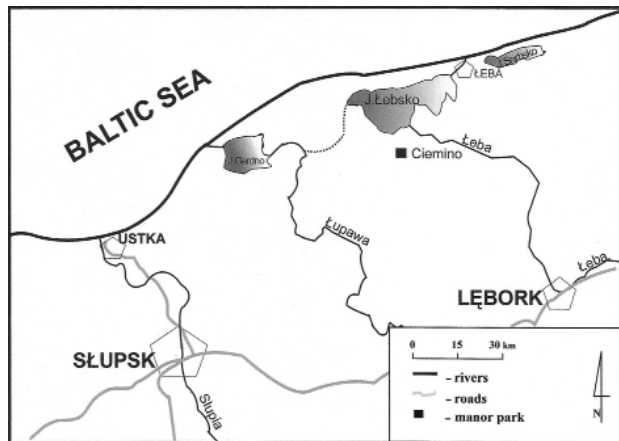 BALTIC SEA
J.Sarbsko
ŁEBA
J.Łebsko
J.Gardno
Ciemino
Łeba
USTKA
Łupawa
Łeba
LĘBORK
SŁUPSK
Słupia
0 15 30 km
– rivers
– roads
– manor park
N